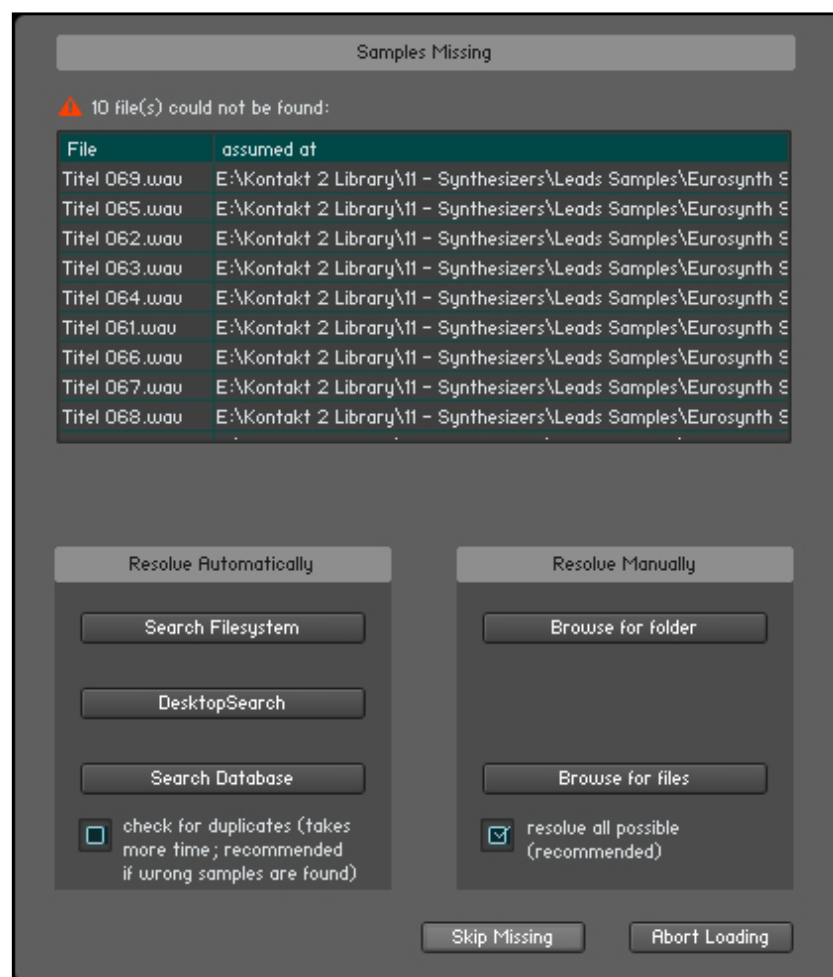 Samples Missing
10 file(s) could not be found:
File assumed at
Titel 069.wav E:\Kontakt 2 Library\11 - Synthesizers\Leads Samples\Eurosynth S
Titel 065.wav E:\Kontakt 2 Library\11 - Synthesizers\Leads Samples\Eurosynth S
Titel 062.wav E:\Kontakt 2 Library\11 - Synthesizers\Leads Samples\Eurosynth S
Titel 063.wav E:\Kontakt 2 Library\11 - Synthesizers\Leads Samples\Eurosynth S
Titel 064.wav E:\Kontakt 2 Library\11 - Synthesizers\Leads Samples\Eurosynth S
Titel 061.wav E:\Kontakt 2 Library\11 - Synthesizers\Leads Samples\Eurosynth S
Titel 066.wav E:\Kontakt 2 Library\11 - Synthesizers\Leads Samples\Eurosynth S
Titel 067.wav E:\Kontakt 2 Library\11 - Synthesizers\Leads Samples\Eurosynth S
Titel 068.wav E:\Kontakt 2 Library\11 - Synthesizers\Leads Samples\Eurosynth S
Resolve Automatically
Search Filesystem
DesktopSearch
Search Database
check for duplicates (takes
more time; recommended
if wrong samples are found)
Resolve Manually
Browse for folder
Browse for files
resolve all possible
(recommended)
Skip Missing
Abort Loading